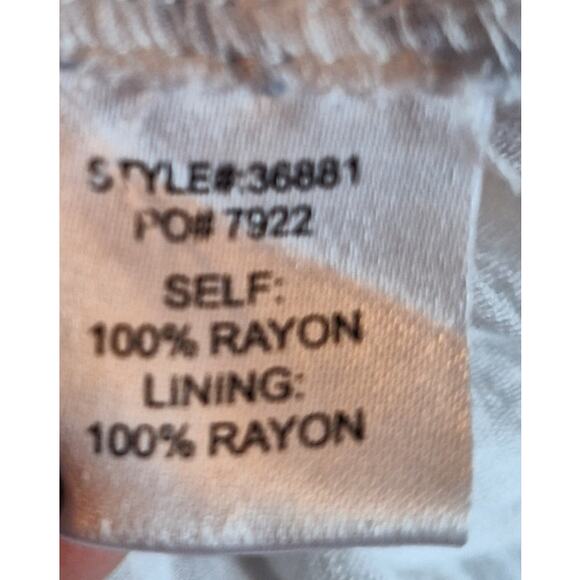 STYLE#:36881
PO# 7922
SELF:
100% RAYON
LINING:
100% RAYON